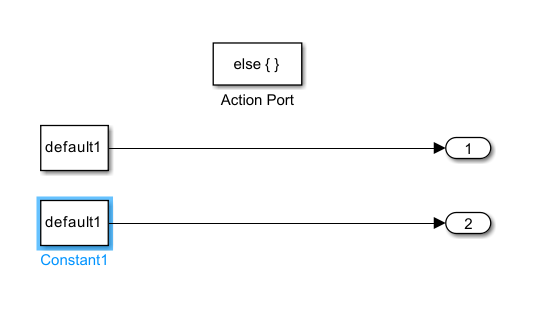 else { }
Action Port
default1
1
default1
2
Constant1